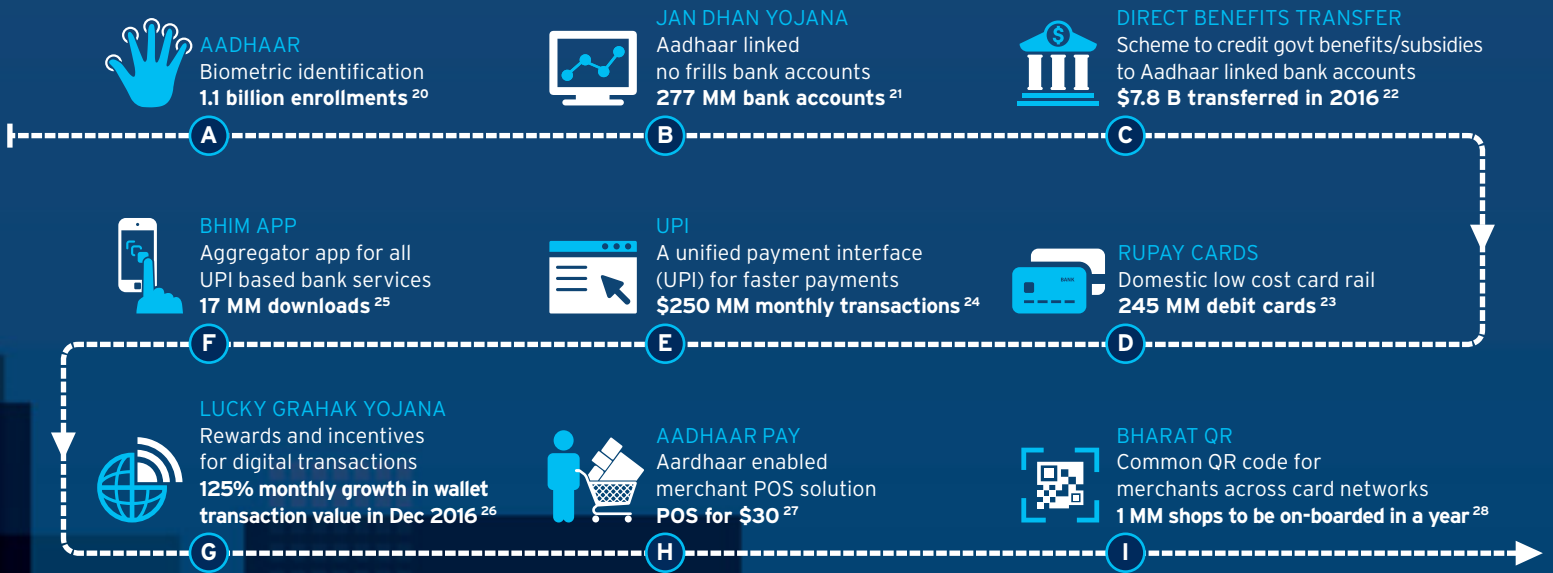 AADHAAR
Biometric identification
1.1 billion enrollments 20
A
JAN DHAN YOJANA
Aadhaar linked
no frills bank accounts
277 MM bank accounts 21
B
$
DIRECT BENEFITS TRANSFER
Scheme to credit govt benefits/subsidies
to Aadhaar linked bank accounts
$7.8 B transferred in 2016 22
C
BANK
RUPAY CARDS
Domestic low cost card rail
245 MM debit cards 23
D
UPI
A unified payment interface
(UPI) for faster payments
$250 MM monthly transactions 24
E
BHIM APP
Aggregator app for all
UPI based bank services
17 MM downloads 25
F
LUCKY GRAHAK YOJANA
Rewards and incentives
for digital transactions
125% monthly growth in wallet
transaction value in Dec 2016 26
G
AADHAAR PAY
Aardhaar enabled
merchant POS solution
POS for $30 27
H
BHARAT QR
Common QR code for
merchants across card networks
1 MM shops to be on-boarded in a year 28
I